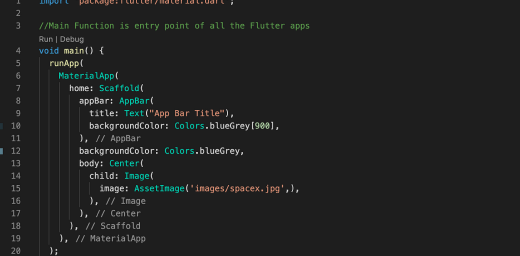 1 import 'package:flutter/material.dart';
2
3 //Main Function is entry point of all the Flutter apps
Run | Debug
4 void main() {
5 runApp(
6 MaterialApp(
7 home: Scaffold(
8 appBar: AppBar(
9 title: Text("App Bar Title"),
10 backgroundColor: Colors.blueGrey[900],
11 ), // AppBar
12 backgroundColor: Colors.blueGrey,
13 body: Center(
14 child: Image(
15 image: AssetImage('images/spacex.jpg',),
16 ), // Image
17 ), // Center
18 ), // Scaffold
19 ), // MaterialApp
20 );